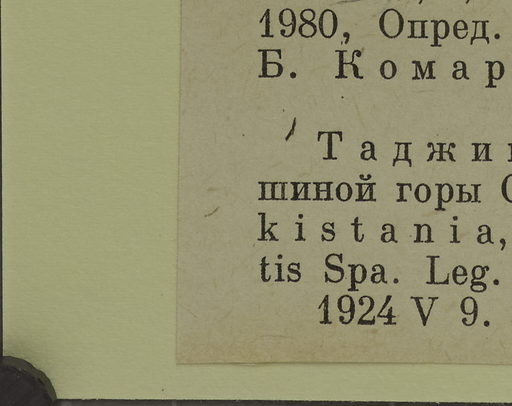 1980, Опред.
Б. Комар
Таджи
шиной горы
kistania,
tis Spa. Leg.
1924 V 9.